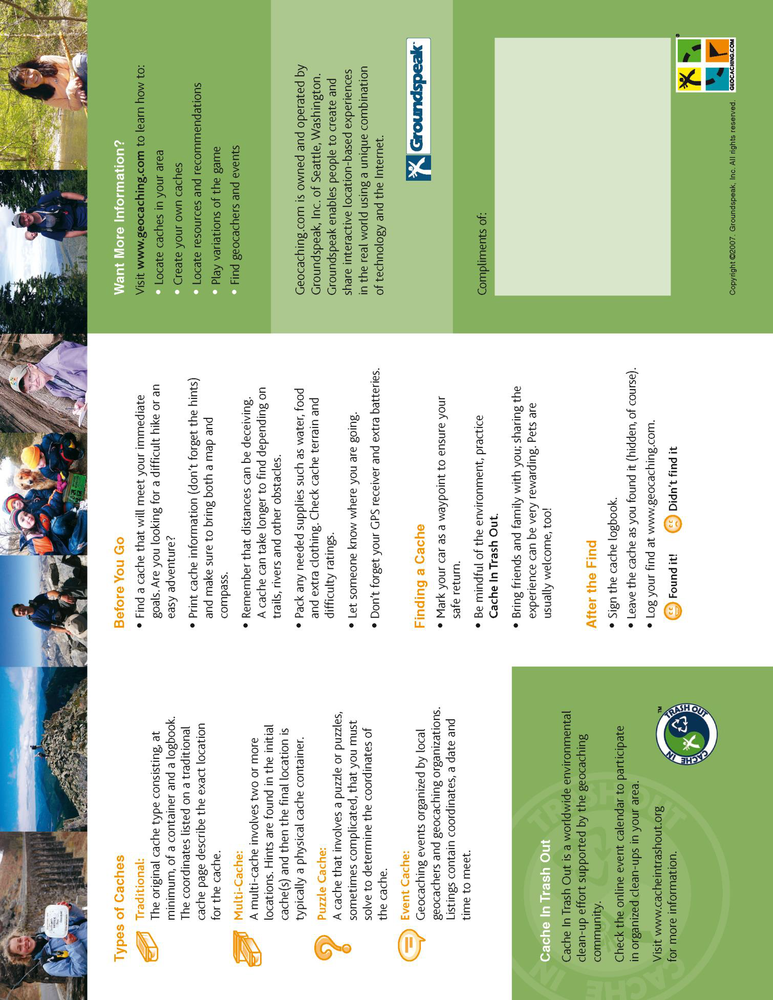 Types of Caches
Traditional:
The original cache type consisting, at
minimum, of a container and a logbook.
The coordinates listed on a traditional
cache page describe the exact location
for the cache.
Multi-Cache:
A multi-cache involves two or more
locations. Hints are found in the initial
cache(s) and then the final location is
typically a physical cache container.
Puzzle Cache:
A cache that involves a puzzle or puzzles,
sometimes complicated, that you must
solve to determine the coordinates of
the cache.
Event Cache:
Geocaching events organized by local
geocachers and geocaching organizations.
Listings contain coordinates, a date and
time to meet.
Cache In Trash Out
Cache In Trash Out is a worldwide environmental
clean-up effort supported by the geocaching
community.
Check the online event calendar to participate
in organized clean-ups in your area.
Visit www.cacheintrashout.org
for more information.
CACHE IN TRASH OUT
CACHE IN TRASH OUT ™
Before You Go
• Find a cache that will meet your immediate
goals. Are you looking for a difficult hike or an
easy adventure?
• Print cache information (don't forget the hints)
and make sure to bring both a map and
compass.
• Remember that distances can be deceiving.
A cache can take longer to find depending on
trails, rivers and other obstacles.
• Pack any needed supplies such as water, food
and extra clothing. Check cache terrain and
difficulty ratings.
• Let someone know where you are going.
• Don't forget your GPS receiver and extra batteries.
Finding a Cache
• Mark your car as a waypoint to ensure your
safe return.
• Be mindful of the environment, practice
Cache In Trash Out.
• Bring friends and family with you; sharing the
experience can be very rewarding. Pets are
usually welcome, too!
After the Find
• Sign the cache logbook.
• Leave the cache as you found it (hidden, of course).
• Log your find at www.geocaching.com.
Found it! Didn't find it
Want More Information?
Visit www.geocaching.com to learn how to:
• Locate caches in your area
• Create your own caches
• Locate resources and recommendations
• Play variations of the game
• Find geocachers and events
Geocaching.com is owned and operated by
Groundspeak, Inc. of Seattle, Washington.
Groundspeak enables people to create and
share interactive location-based experiences
in the real world using a unique combination
of technology and the Internet.
Groundspeak™
Compliments of:
®
GEOCACHING.COM
Copyright ©2007. Groundspeak, Inc. All rights reserved.